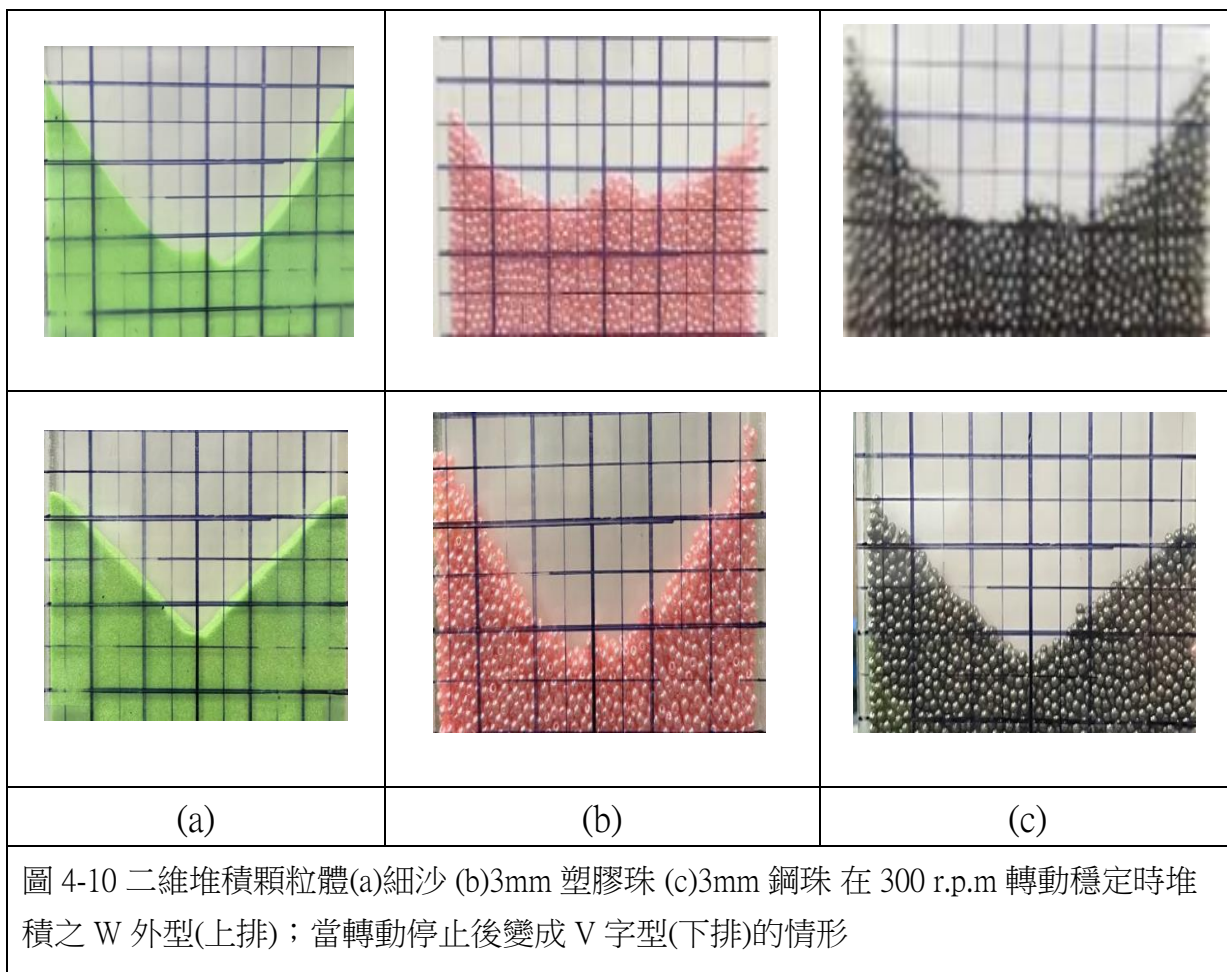 (a)
(b)
(c)
圖 4-10 二維堆積顆粒體(a)細沙 (b)3mm 塑膠珠 (c)3mm 鋼珠 在 300 r.p.m 轉動穩定時堆
積之 W 外型(上排)；當轉動停止後變成 V 字型(下排)的情形